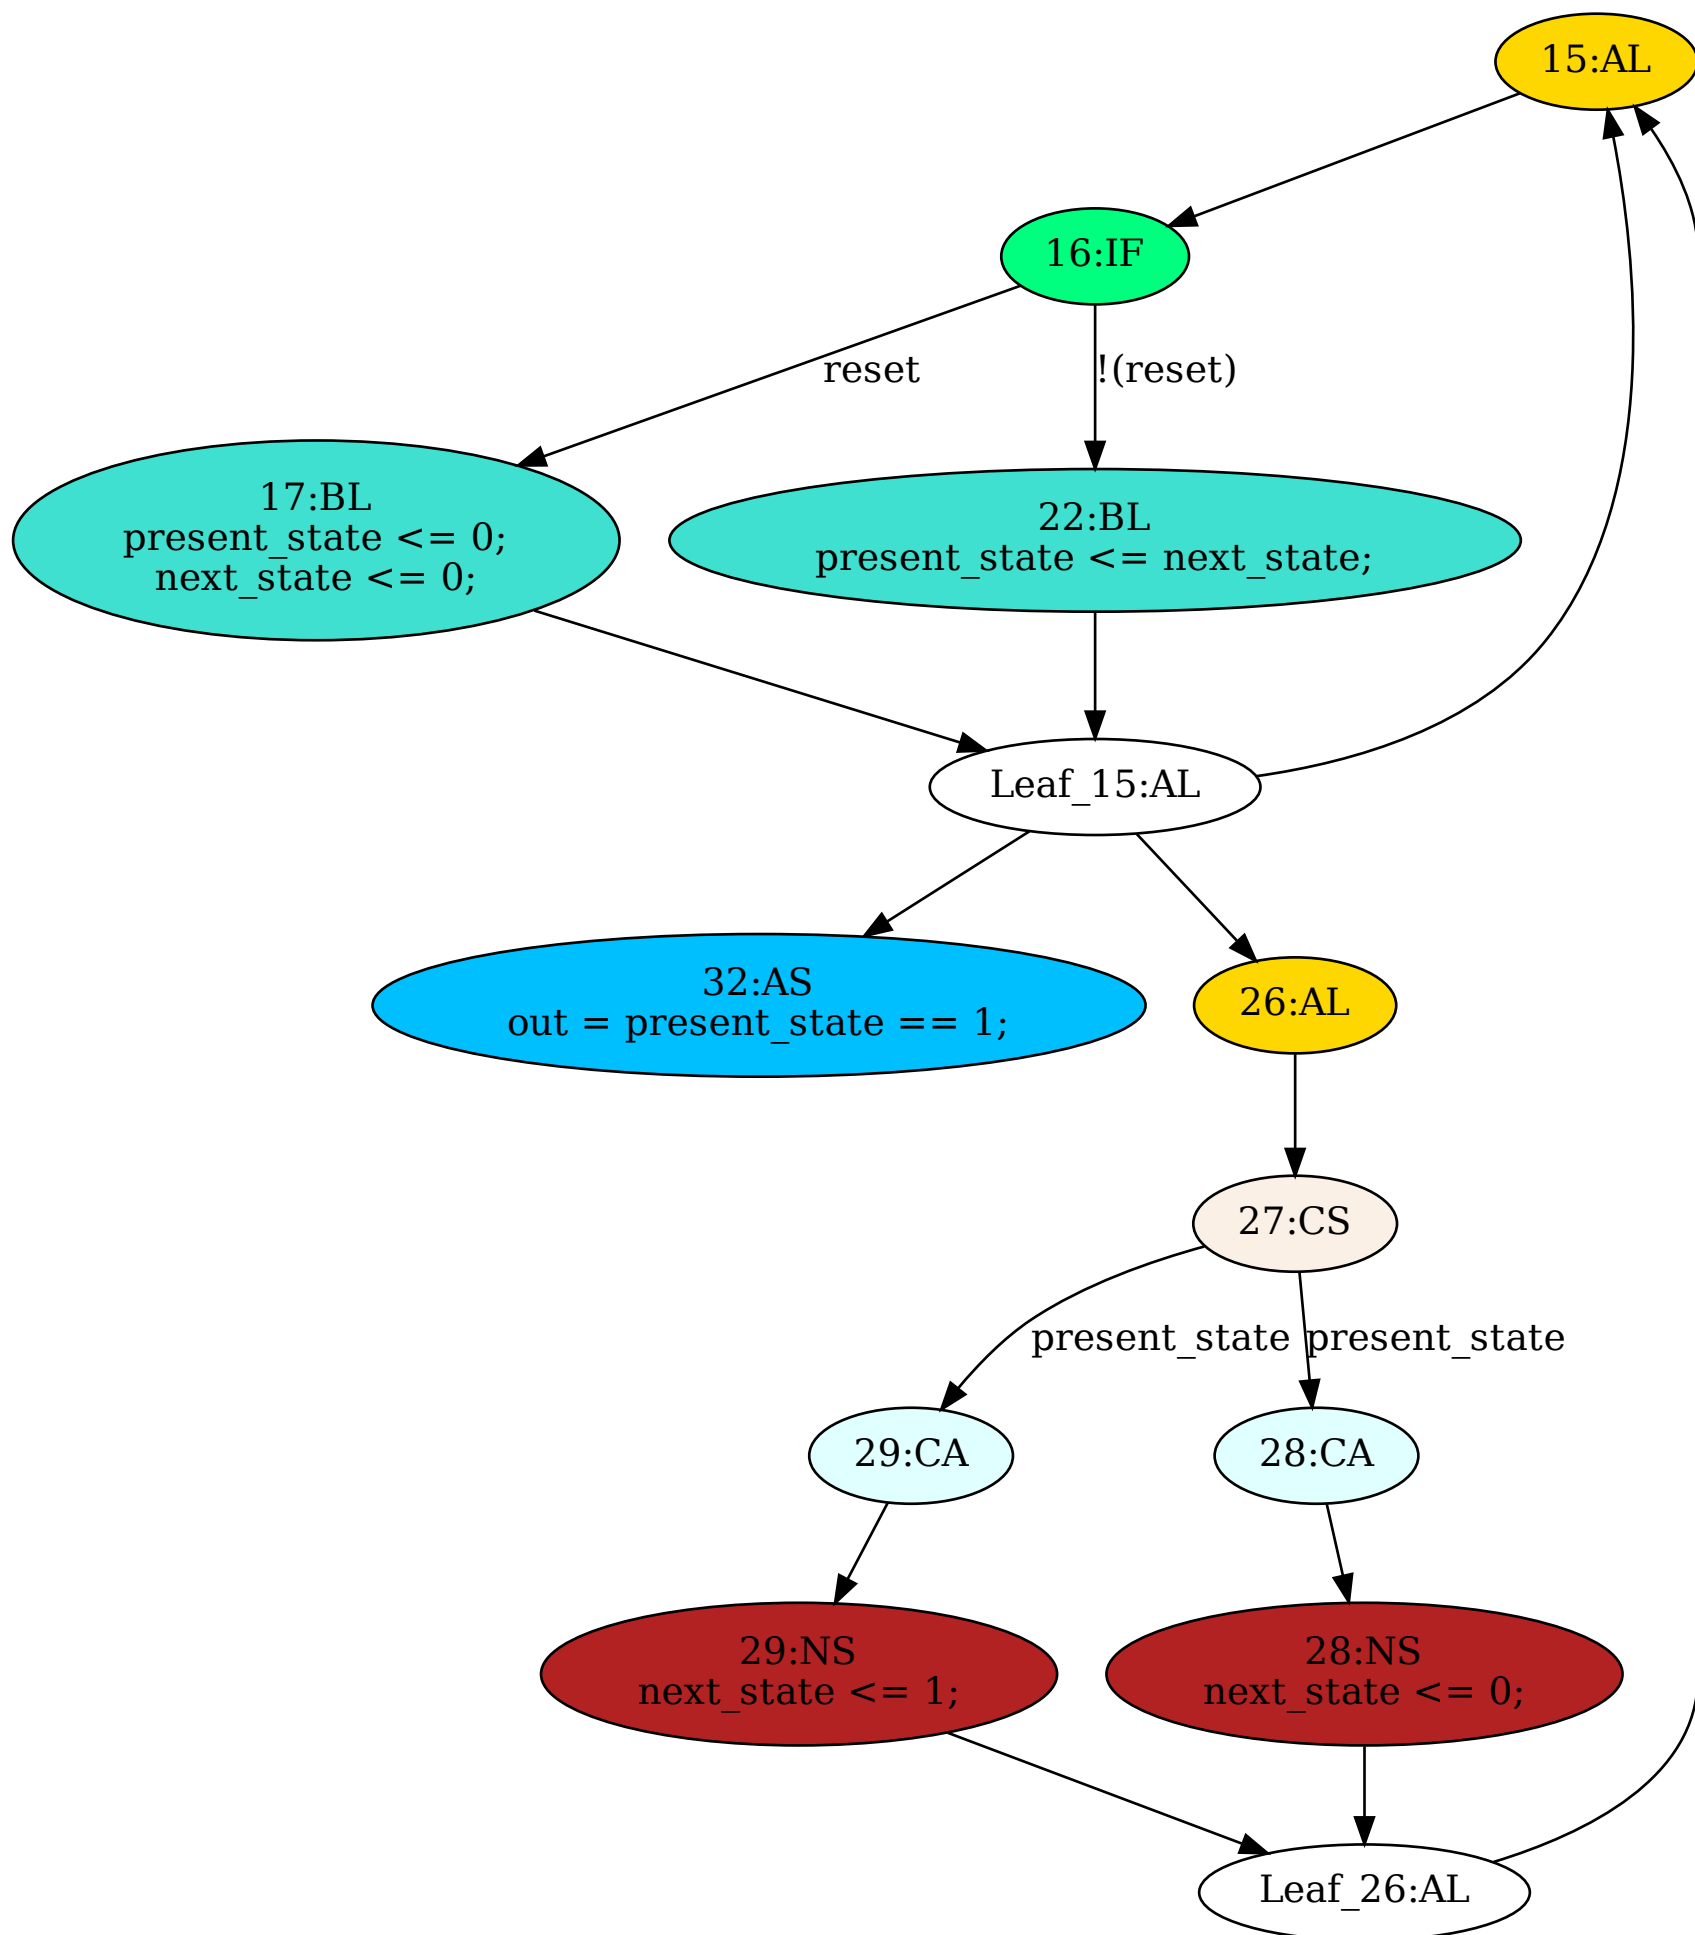 15:AL
16:IF
reset
!(reset)
17:BL
present_state <= 0;
next_state <= 0;
22:BL
present_state <= next_state;
Leaf_15:AL
32:AS
out = present_state == 1;
26:AL
27:CS
present_state
present_state
29:CA
28:CA
29:NS
next_state <= 1;
28:NS
next_state <= 0;
Leaf_26:AL